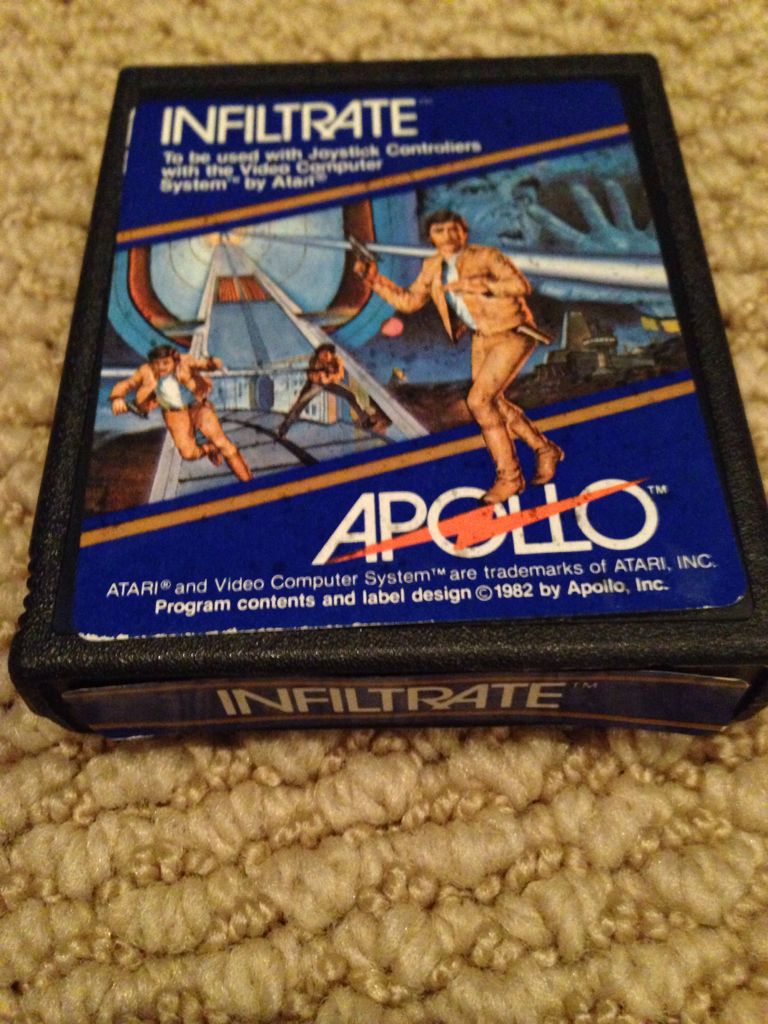 INFILTRATE™
To be used with Joystick Controllers
with the Video Computer
System™ by Atari®
APOLLO™
ATARI® and Video Computer System™ are trademarks of ATARI, INC.
Program contents and label design ©1982 by Apollo, Inc.
INFILTRATE™